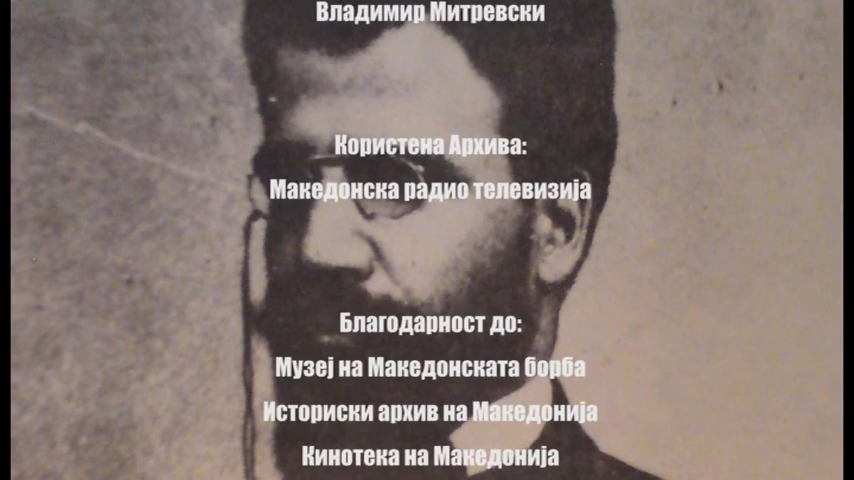 Владимир Митревски
Користена Архива:
Македонска радио телевизија
Благодарност до:
Музеј на Македонската борба
Историски архив на Македонија
Кинотека на Македонија